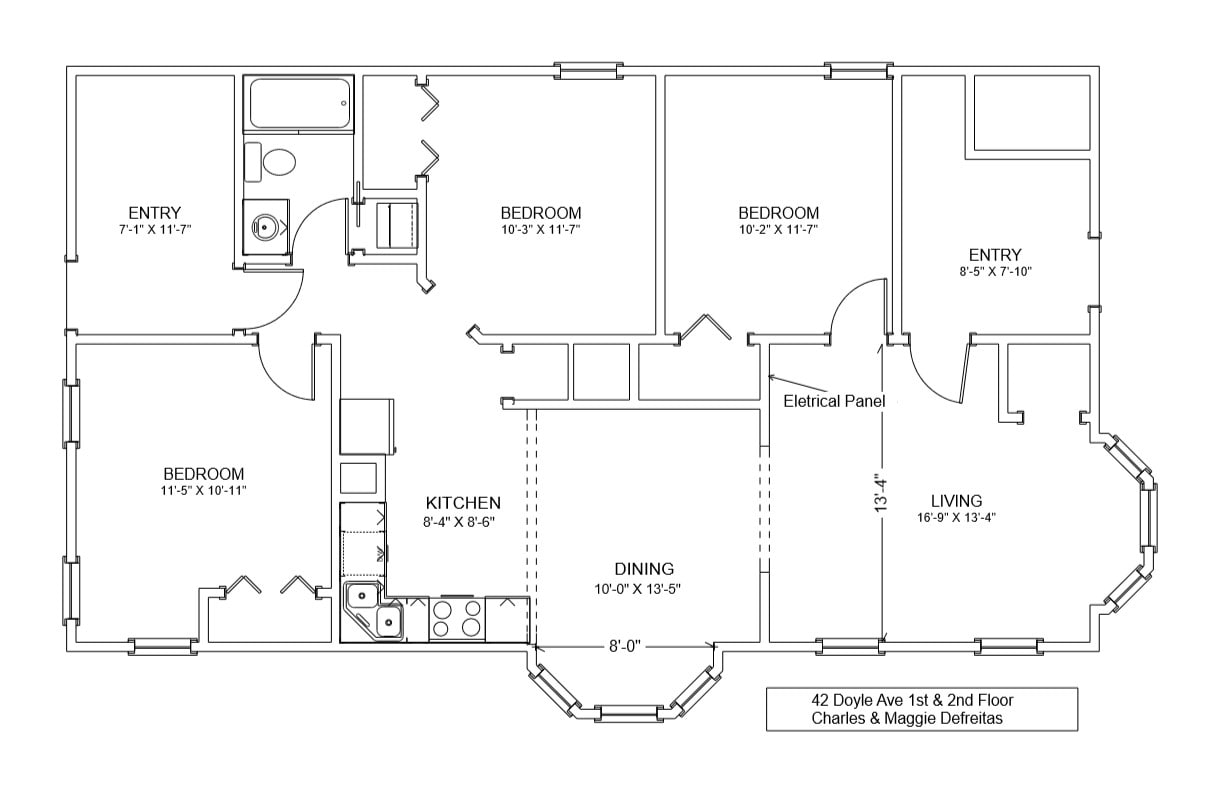 ENTRY
7'-1" X 11'-7"
BEDROOM
10'-3" X 11'-7"
BEDROOM
10'-2" X 11'-7"
ENTRY
8'-5" X 7'-10"
Eletrical Panel
BEDROOM
11'-5" X 10'-11"
KITCHEN
8'-4" X 8'-6"
13'-4"
LIVING
16'-9" X 13'-4"
DINING
10'-0" X 13'-5"
8'-0"
42 Doyle Ave 1st & 2nd Floor
Charles & Maggie Defreitas